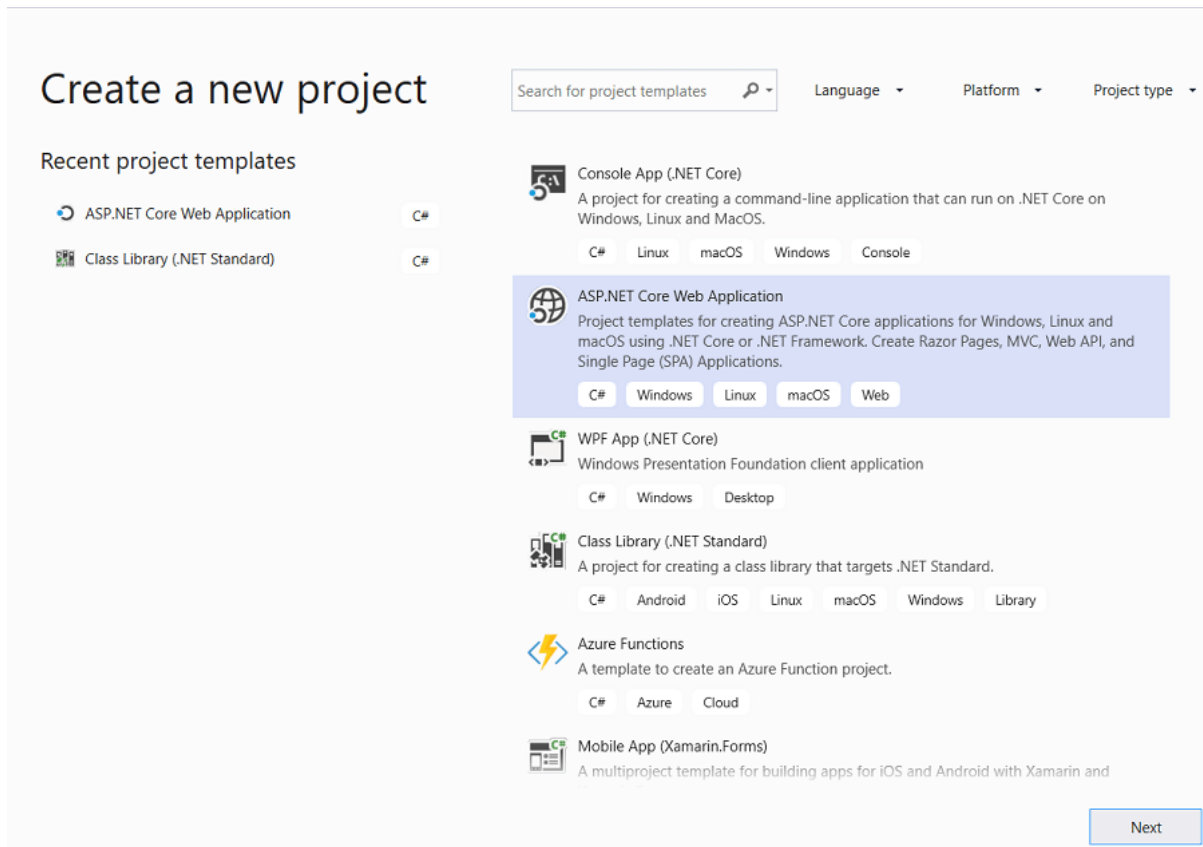 Create a new project
Search for project templates
Language
Platform
Project type
Recent project templates
ASP.NET Core Web Application C#
Class Library (.NET Standard) C#
Console App (.NET Core)
A project for creating a command-line application that can run on .NET Core on
Windows, Linux and MacOS.
C# Linux macOS Windows Console
ASP.NET Core Web Application
Project templates for creating ASP.NET Core applications for Windows, Linux and
macOS using .NET Core or .NET Framework. Create Razor Pages, MVC, Web API, and
Single Page (SPA) Applications.
C# Windows Linux macOS Web
C#
WPF App (.NET Core)
Windows Presentation Foundation client application
C# Windows Desktop
C#
Class Library (.NET Standard)
A project for creating a class library that targets .NET Standard.
C# Android iOS Linux macOS Windows Library
Azure Functions
A template to create an Azure Function project.
C# Azure Cloud
C#
Mobile App (Xamarin.Forms)
A multiproject template for building apps for iOS and Android with Xamarin and
Next